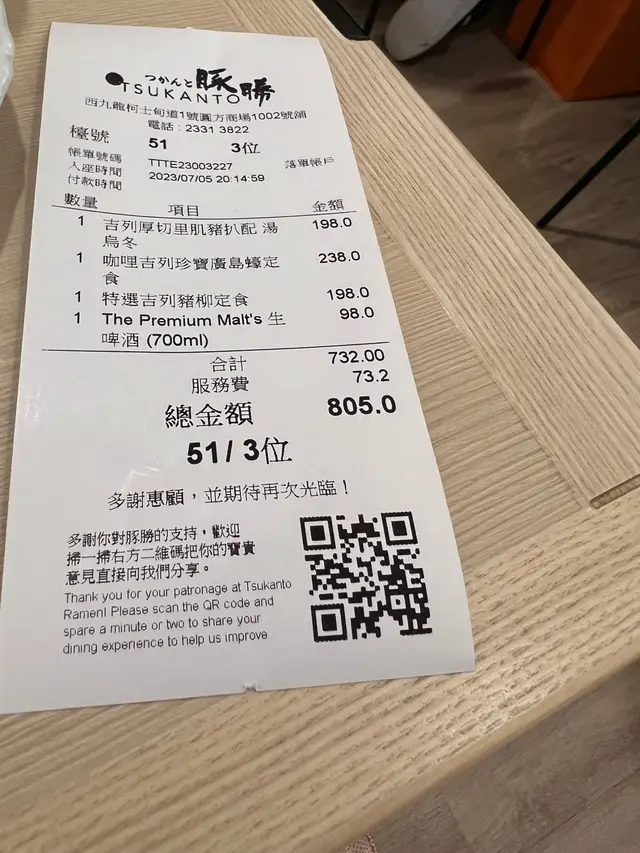 つかんと 豚勝
TSUKANTO
西九龍柯士甸道1號圓方商場1002號舖
電話：2331 3822
檯號 51 3位
帳單號碼 TTTE23003227 落單帳戶
入座時間 2023/07/05 20:14:59
付款時間
數量 項目 金額
1 吉列厚切里肌豬扒配 湯 198.0
烏冬
1 咖哩吉列珍寶廣島蠔定 238.0
食
1 特選吉列豬柳定食 198.0
1 The Premium Malt's 生 98.0
啤酒 (700ml)
合計 732.00
服務費 73.2
總金額 805.0
51 / 3位
多謝惠顧，並期待再次光臨！
多謝你對豚勝的支持，歡迎
掃一掃右方二維碼把你的寶貴
意見直接向我們分享。
Thank you for your patronage at Tsukanto
Ramen! Please scan the QR code and
spare a minute or two to share your
dining experience to help us improve